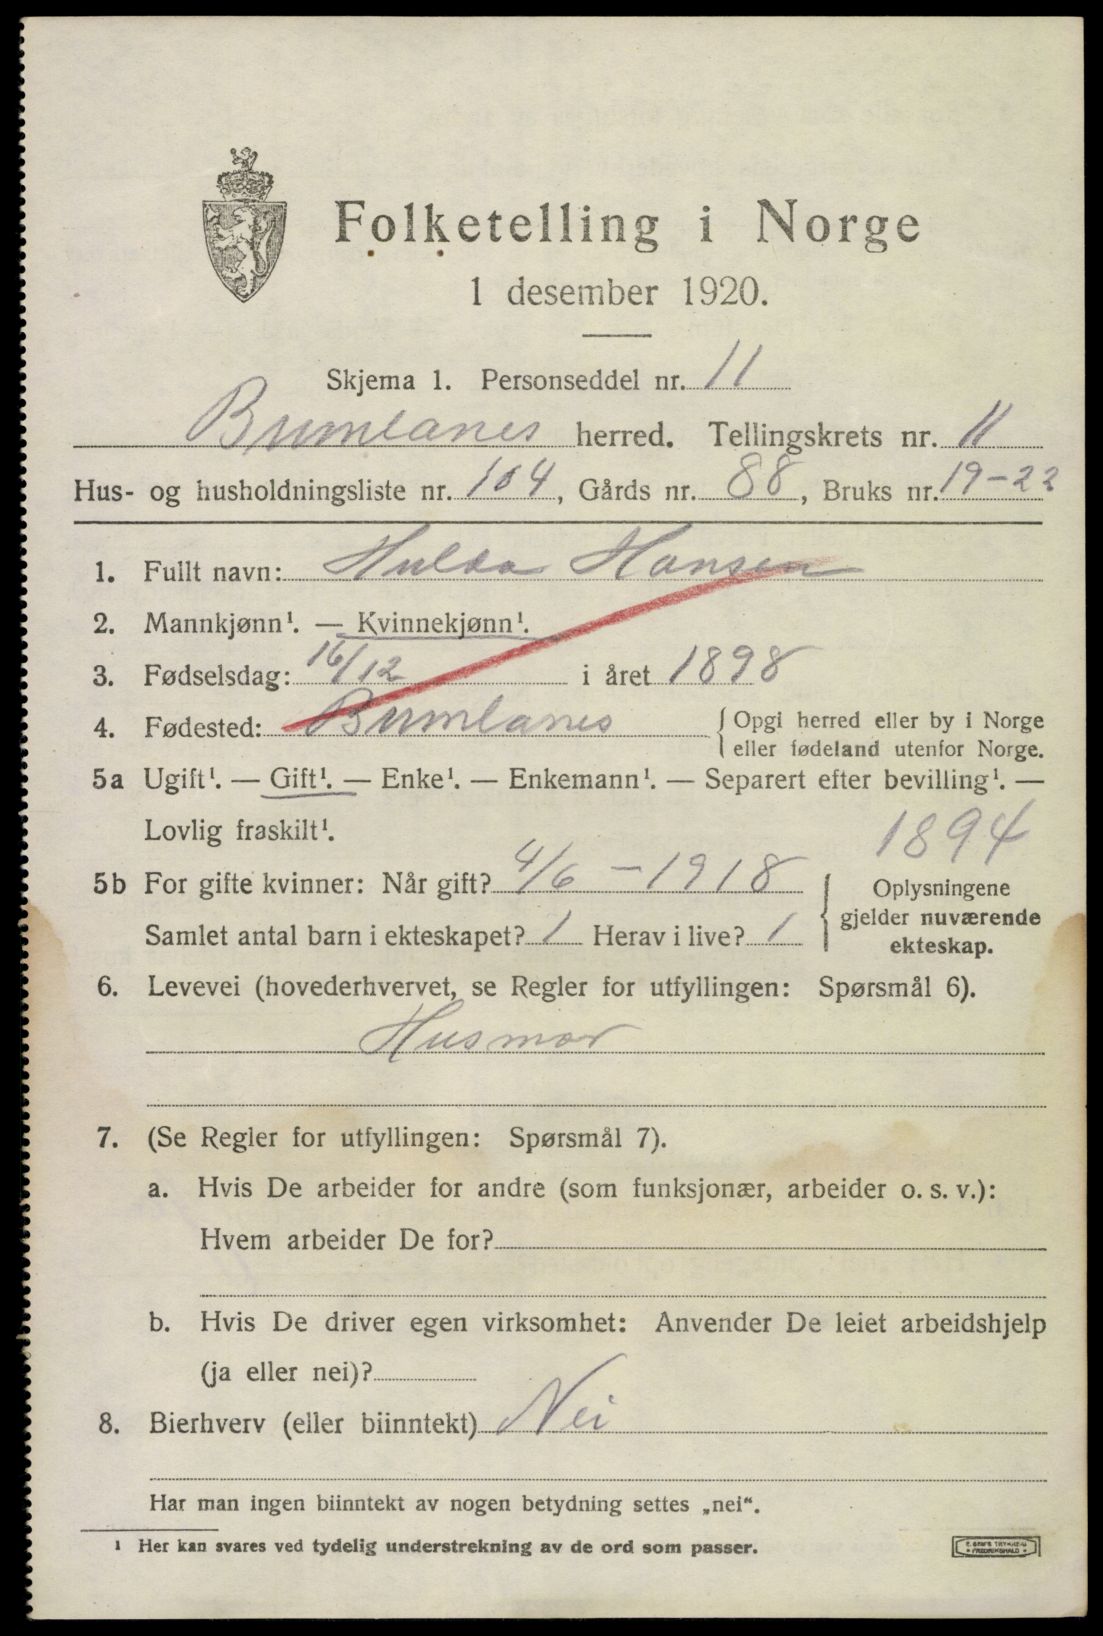 Folketelling i Norge
1 desember 1920.
Skjema 1. Personseddel nr. 11
Brunlanes herred. Tellingskrets nr. 11
Hus- og husholdningsliste nr. 104, Gårds nr. 88, Bruks nr. 19-22
1. Fullt navn: Hulda Hansen
2. Mannkjønn¹. — Kvinnekjønn¹.
3. Fødselsdag: 16/12 i året 1898
4. Fødested: Brunlanes { Opgi herred eller by i Norge
eller fødeland utenfor Norge.
5a Ugift¹. — Gift¹. — Enke¹. — Enkemann¹. — Separert efter bevilling¹. —
Lovlig fraskilt¹. 1894
5b For gifte kvinner: Når gift? 4/6 - 1918 { Oplysningene
gjelder nuværende
Samlet antal barn i ekteskapet? 1 Herav i live? 1 ekteskap.
6. Levevei (hovederhvervet, se Regler for utfyllingen: Spørsmål 6).
Husmor
7. (Se Regler for utfyllingen: Spørsmål 7).
a. Hvis De arbeider for andre (som funksjonær, arbeider o. s. v.):
Hvem arbeider De for?
b. Hvis De driver egen virksomhet: Anvender De leiet arbeidshjelp
(ja eller nei)?
8. Bierhverv (eller biinntekt) Nei
Har man ingen biinntekt av nogen betydning settes „nei".
¹ Her kan svares ved tydelig understrekning av de ord som passer.